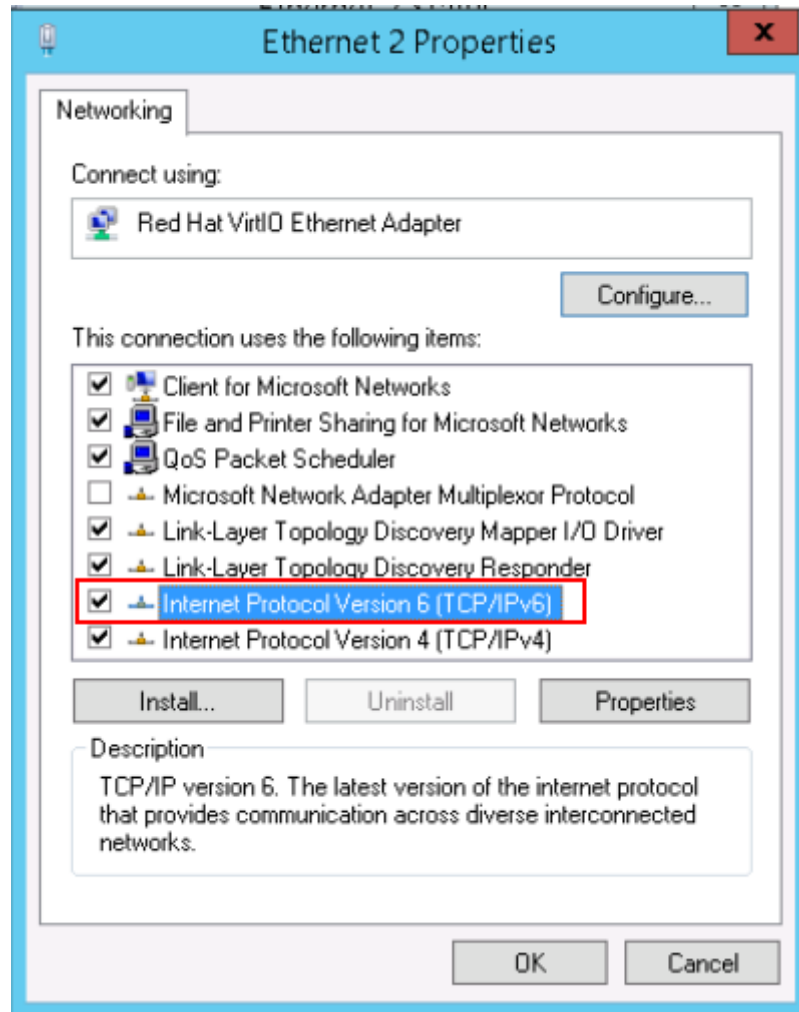 Ethernet 2 Properties
Networking
Connect using:
Red Hat VirtIO Ethernet Adapter
Configure...
This connection uses the following items:
Client for Microsoft Networks
File and Printer Sharing for Microsoft Networks
QoS Packet Scheduler
Microsoft Network Adapter Multiplexor Protocol
Link-Layer Topology Discovery Mapper I/O Driver
Link-Layer Topology Discovery Responder
Internet Protocol Version 6 (TCP/IPv6)
Internet Protocol Version 4 (TCP/IPv4)
Install... Uninstall Properties
Description
TCP/IP version 6. The latest version of the internet protocol
that provides communication across diverse interconnected
networks.
OK Cancel